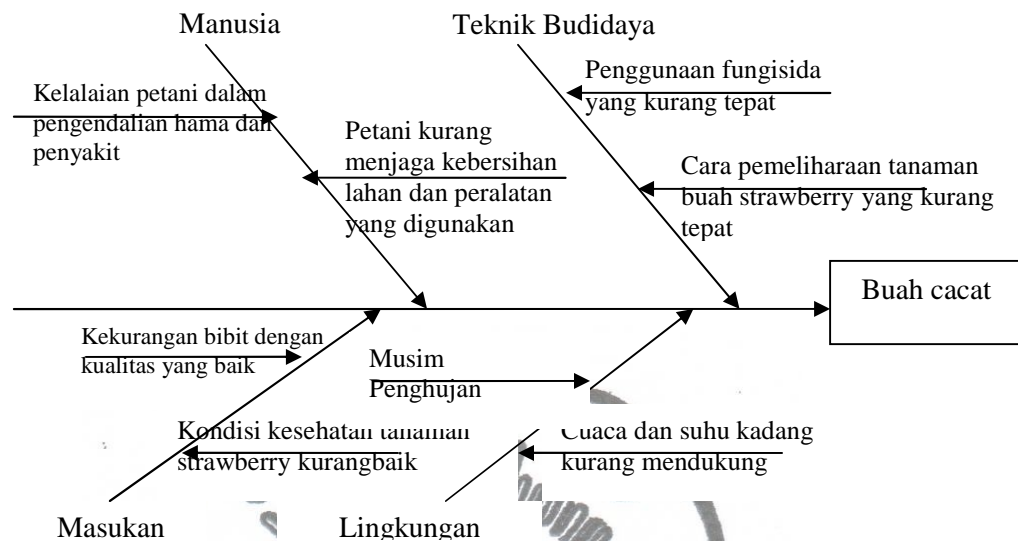 Manusia
Teknik Budidaya
Kelalaian petani dalam
pengendalian hama dan
penyakit
Petani kurang
menjaga kebersihan
lahan dan peralatan
yang digunakan
Penggunaan fungisida
yang kurang tepat
Cara pemeliharaan tanaman
buah strawberry yang kurang
tepat
Buah cacat
Kekurangan bibit dengan
kualitas yang baik
Musim
Penghujan
Kondisi kesehatan tanaman
strawberry kurangbaik
Cuaca dan suhu kadang
kurang mendukung
Masukan
Lingkungan